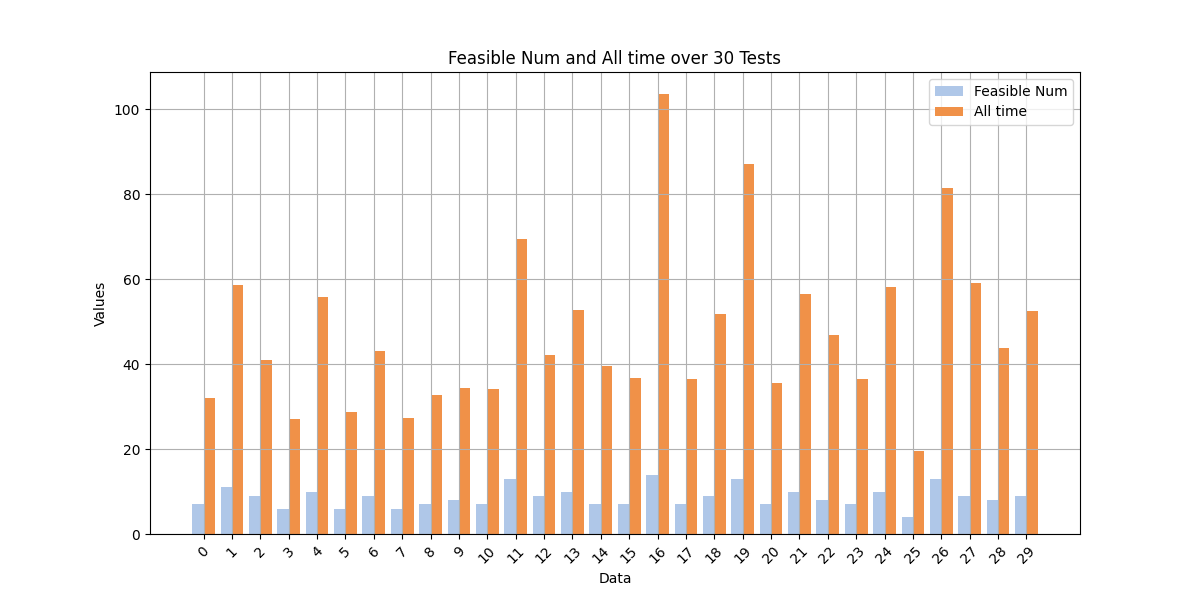 Feasible Num and All time over 30 Tests
Feasible Num
All time
100
80
60
40
20
0
Values
0 1 2 3 4 5 6 7 8 9 10 11 12 13 14 15 16 17 18 19 20 21 22 23 24 25 26 27 28 29
Data